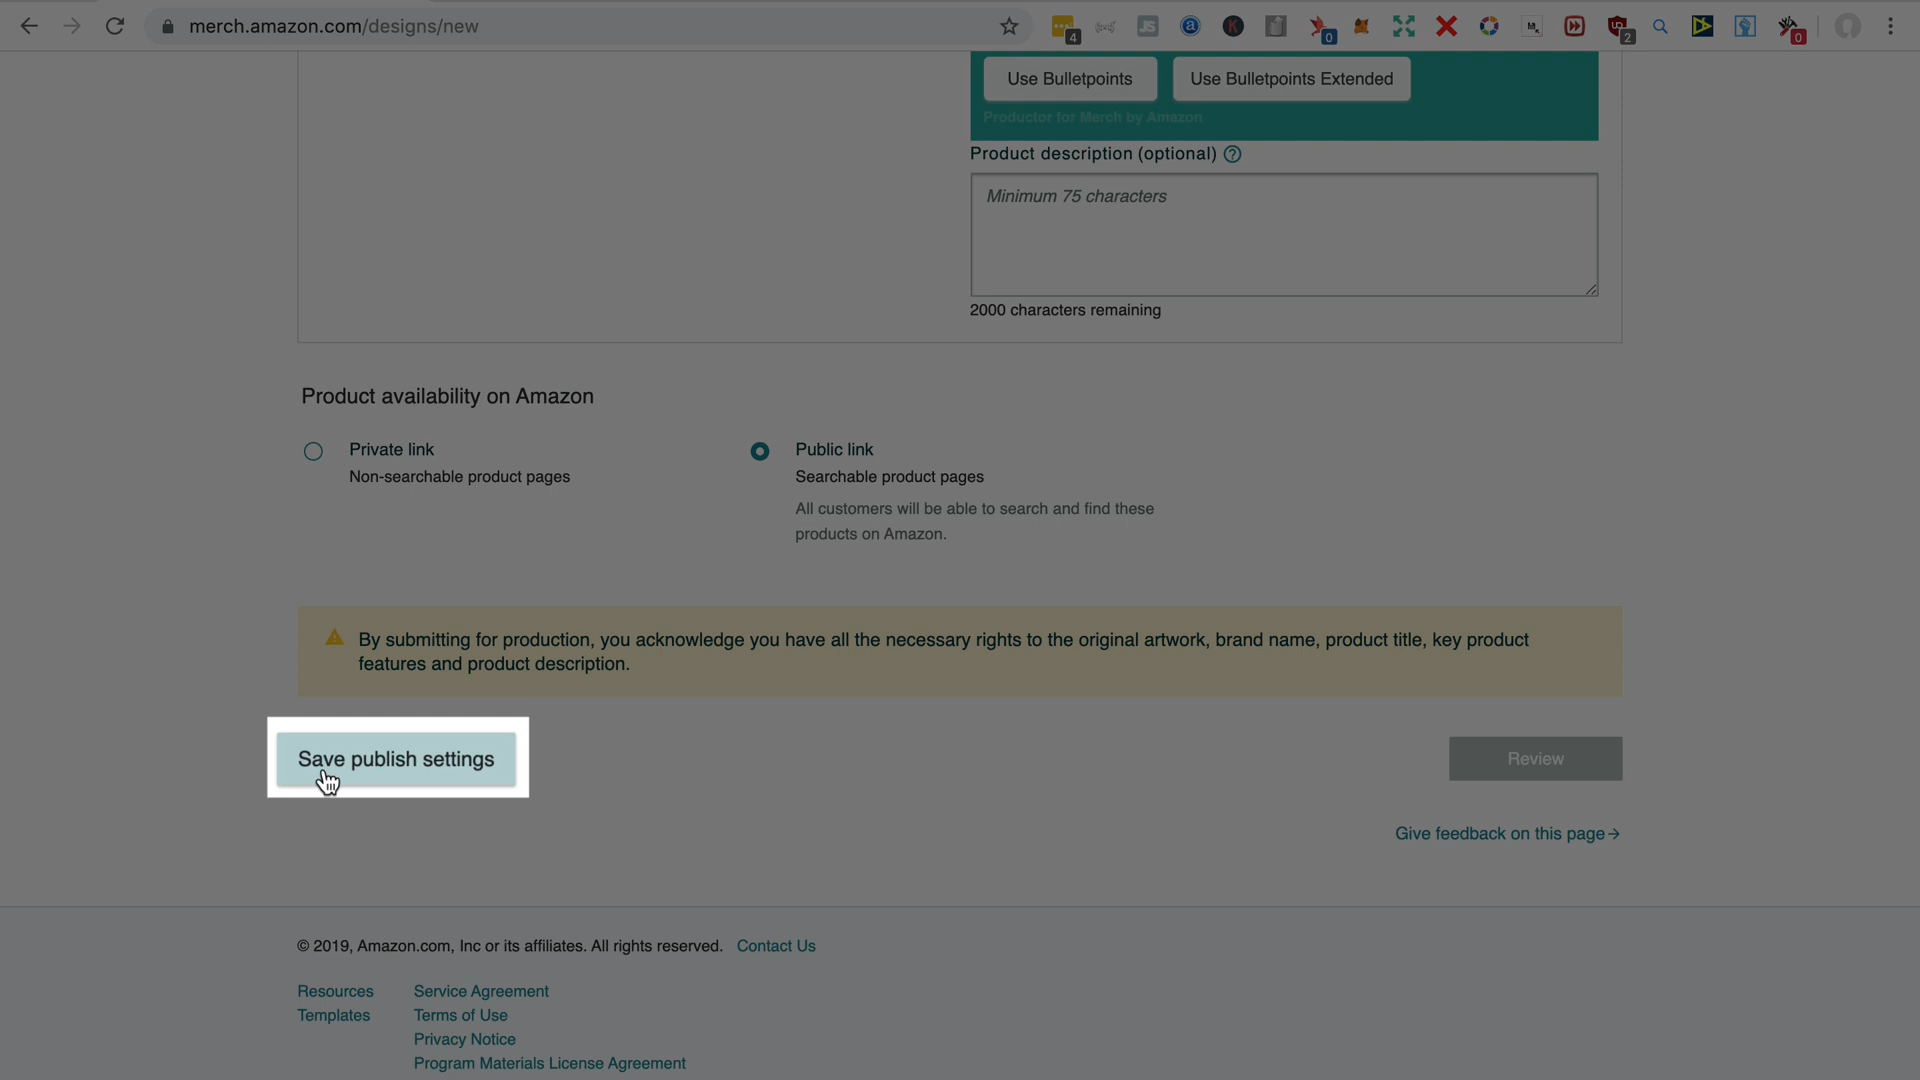 merch.amazon.com/designs/new
4
JS
a
K
0
2
0
Use Bulletpoints
Use Bulletpoints Extended
Productor for Merch by Amazon
Product description (optional) ?
Minimum 75 characters
2000 characters remaining
Product availability on Amazon
Private link
Non-searchable product pages
Public link
Searchable product pages
All customers will be able to search and find these
products on Amazon.
By submitting for production, you acknowledge you have all the necessary rights to the original artwork, brand name, product title, key product
features and product description.
Save publish settings
Review
Give feedback on this page→
© 2019, Amazon.com, Inc or its affiliates. All rights reserved. Contact Us
Resources
Templates
Service Agreement
Terms of Use
Privacy Notice
Program Materials License Agreement